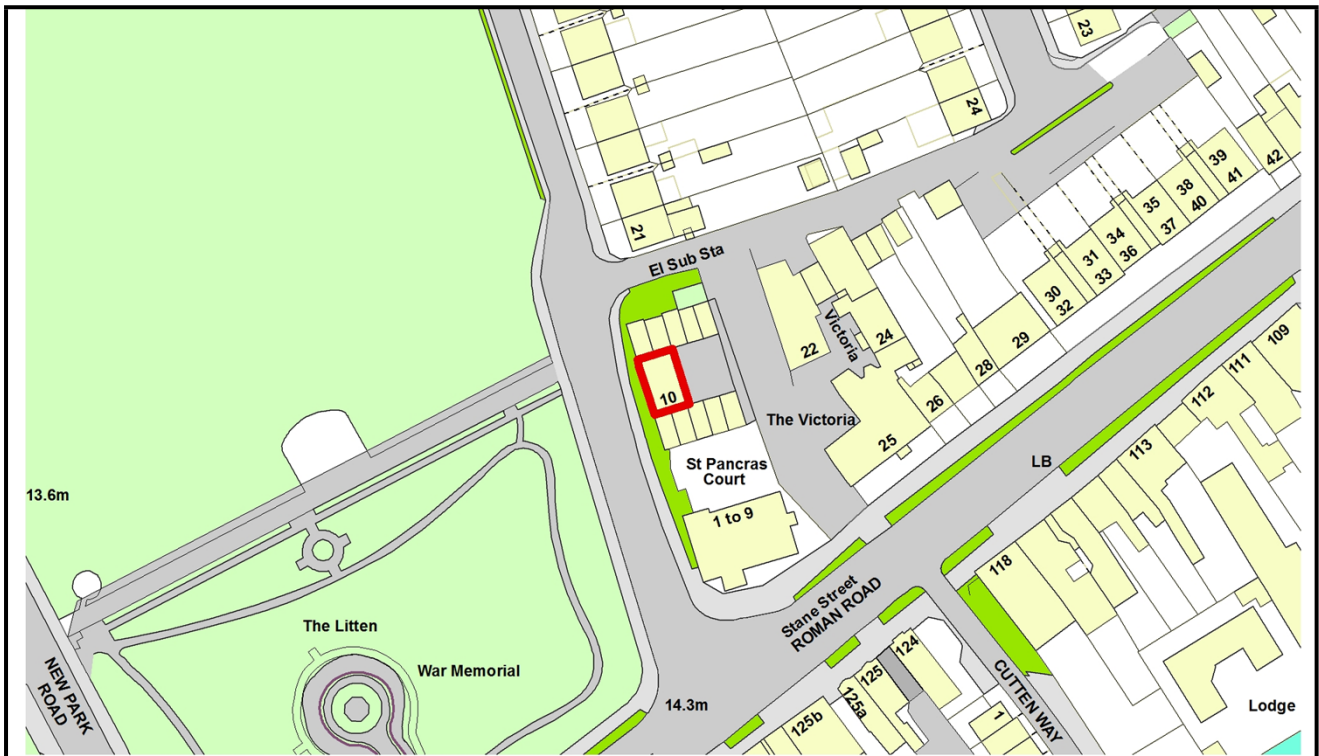 23
24
21
El Sub Sta
39
41
42
38
40
35
37
34
36
31
33
30
32
29
28
26
24
22
Victoria
25
The Victoria
10
St Pancras
Court
1 to 9
109
111
112
113
LB
118
Stane Street
ROMAN ROAD
13.6m
The Litten
War Memorial
NEW PARK
ROAD
14.3m
124
125
125a
125b
1
CUTTEN WAY
Lodge